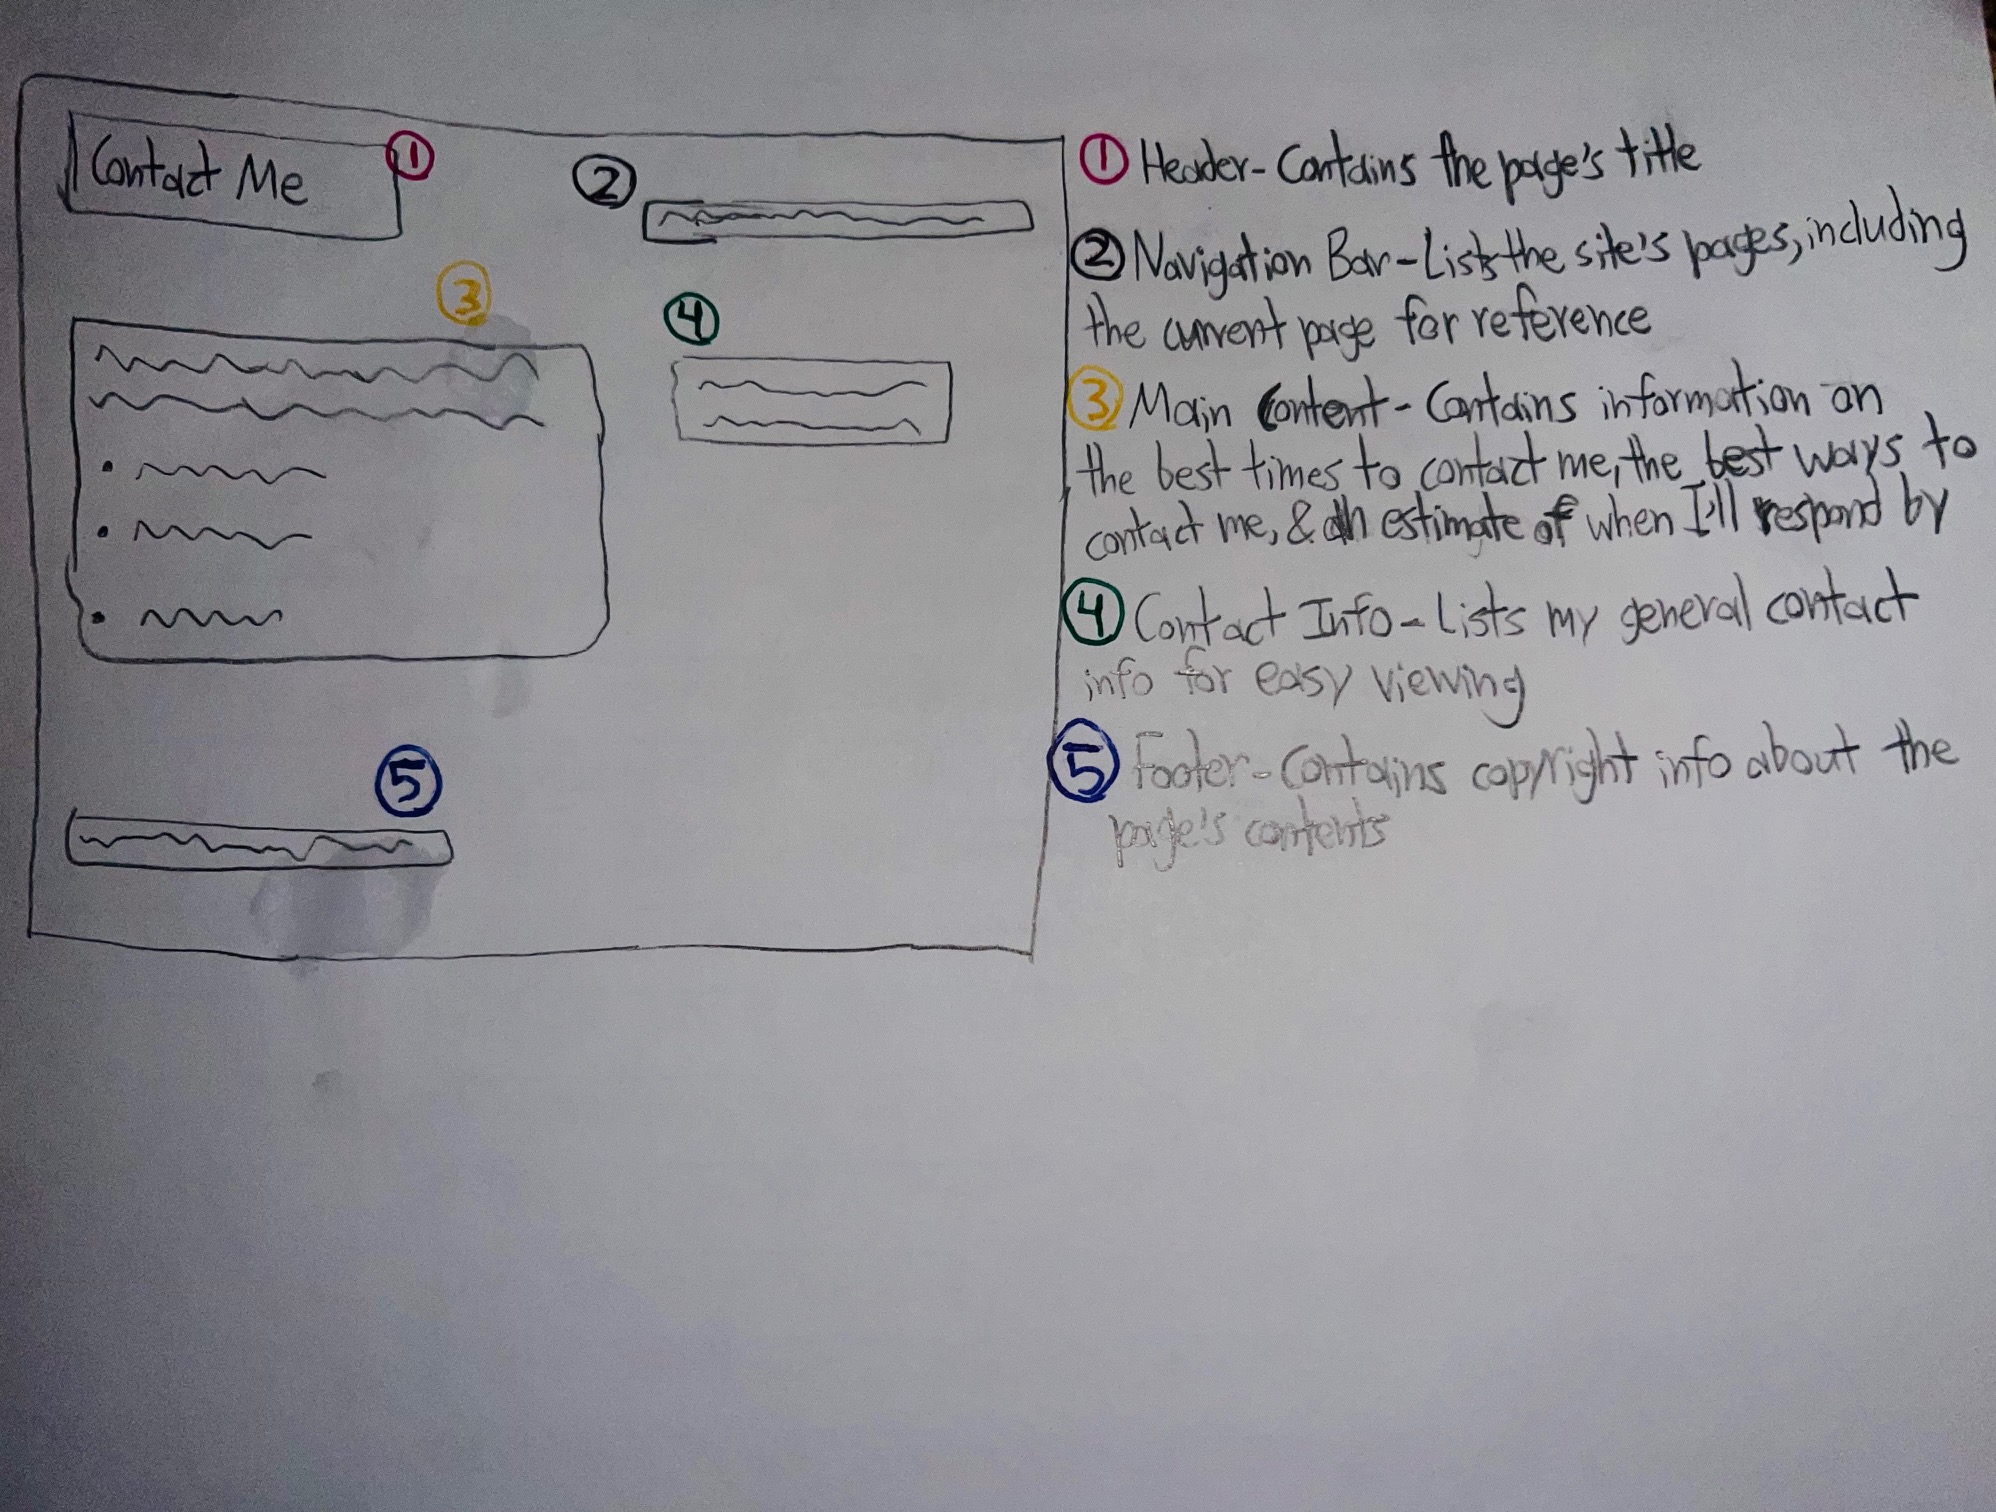 Contact Me
1
2
3
4
5
1 Header-Contains the page's title
2 Navigation Bar-Lists the site's pages, including
the current page for reference
3 Main Content-Contains information on
the best times to contact me, the best ways to
contact me, & an estimate of when I'll respond by
4 Contact Info-Lists my general contact
info for easy viewing
5 Footer-Contains copyright info about the
page's contents